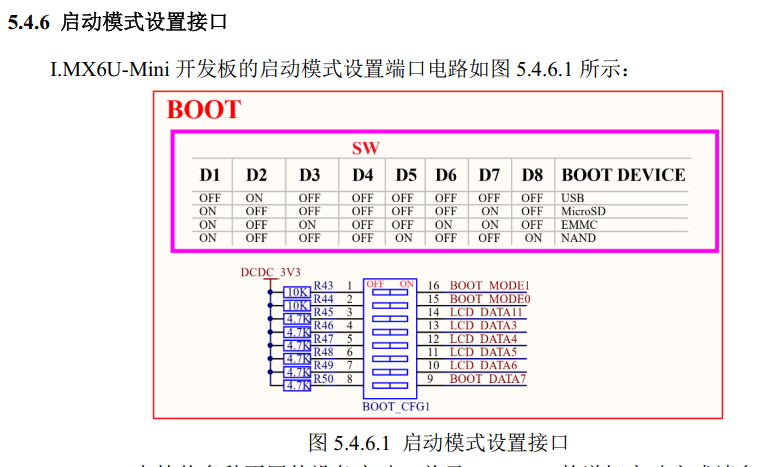 5.4.6 启动模式设置接口
I.MX6U-Mini 开发板的启动模式设置端口电路如图 5.4.6.1 所示：
BOOT
SW
D1 D2 D3 D4 D5 D6 D7 D8 BOOT DEVICE
OFF ON OFF OFF OFF OFF OFF OFF USB
ON OFF OFF OFF OFF OFF ON OFF MicroSD
ON OFF ON OFF OFF ON ON OFF EMMC
ON OFF OFF OFF ON OFF OFF ON NAND
DCDC_3V3
OFF ON
10K R43 1 16 BOOT_MODE1
10K R44 2 15 BOOT_MODE0
4.7K R45 3 14 LCD_DATA11
4.7K R46 4 13 LCD_DATA3
4.7K R47 5 12 LCD_DATA4
4.7K R48 6 11 LCD_DATA5
4.7K R49 7 10 LCD_DATA6
4.7K R50 8 9 BOOT_DATA7
BOOT_CFG1
图 5.4.6.1 启动模式设置接口